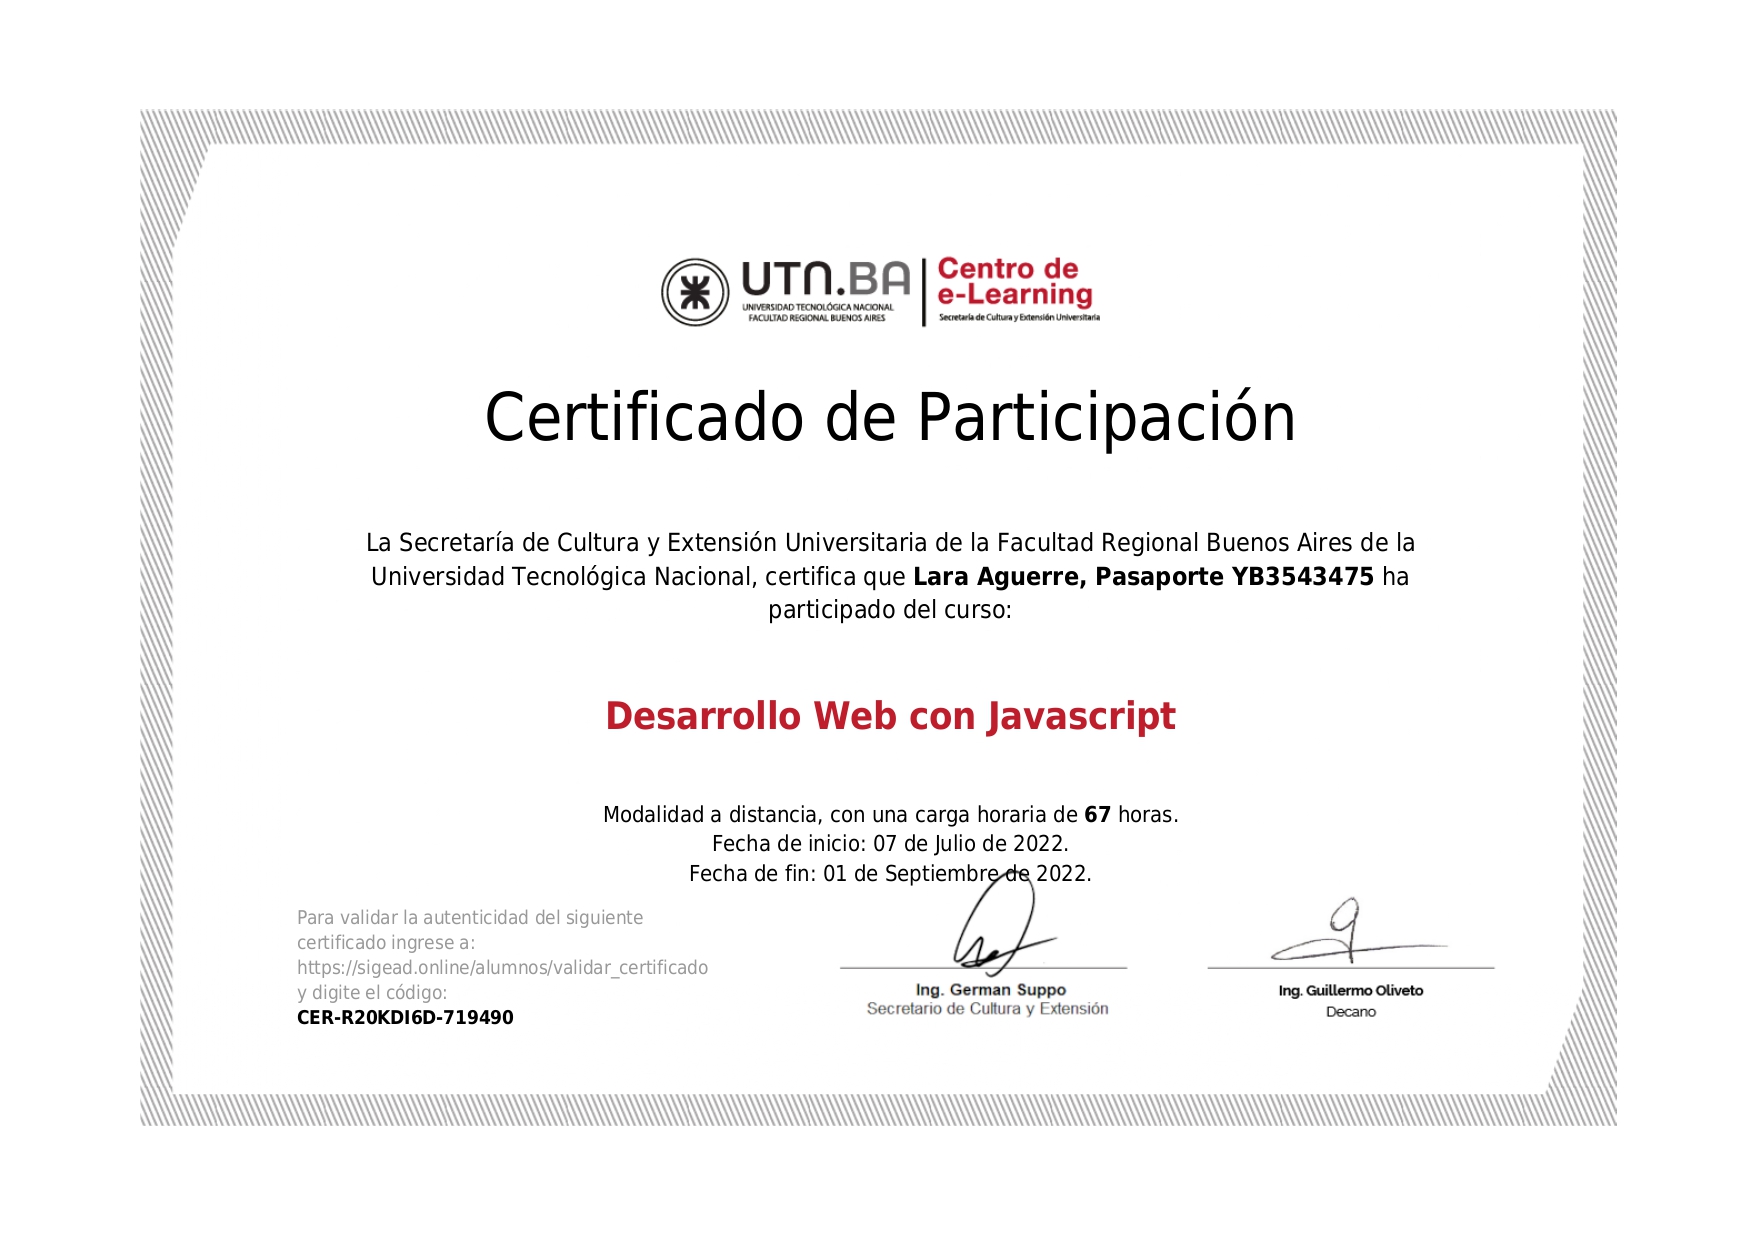 UTN.BA
UNIVERSIDAD TECNOLÓGICA NACIONAL
FACULTAD REGIONAL BUENOS AIRES
Centro de
e-Learning
Secretaría de Cultura y Extensión Universitaria
Certificado de Participación
La Secretaría de Cultura y Extensión Universitaria de la Facultad Regional Buenos Aires de la
Universidad Tecnológica Nacional, certifica que Lara Aguerre, Pasaporte YB3543475 ha
participado del curso:
Desarrollo Web con Javascript
Modalidad a distancia, con una carga horaria de 67 horas.
Fecha de inicio: 07 de Julio de 2022.
Fecha de fin: 01 de Septiembre de 2022.
Para validar la autenticidad del siguiente
certificado ingrese a:
https://sigead.online/alumnos/validar_certificado
y digite el código:
CER-R20KDI6D-719490
Ing. German Suppo
Secretario de Cultura y Extensión
Ing. Guillermo Oliveto
Decano